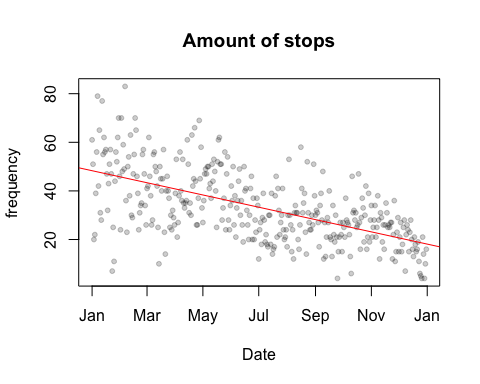 Amount of stops
frequency
80
60
40
20
Jan Mar May Jul Sep Nov Jan
Date